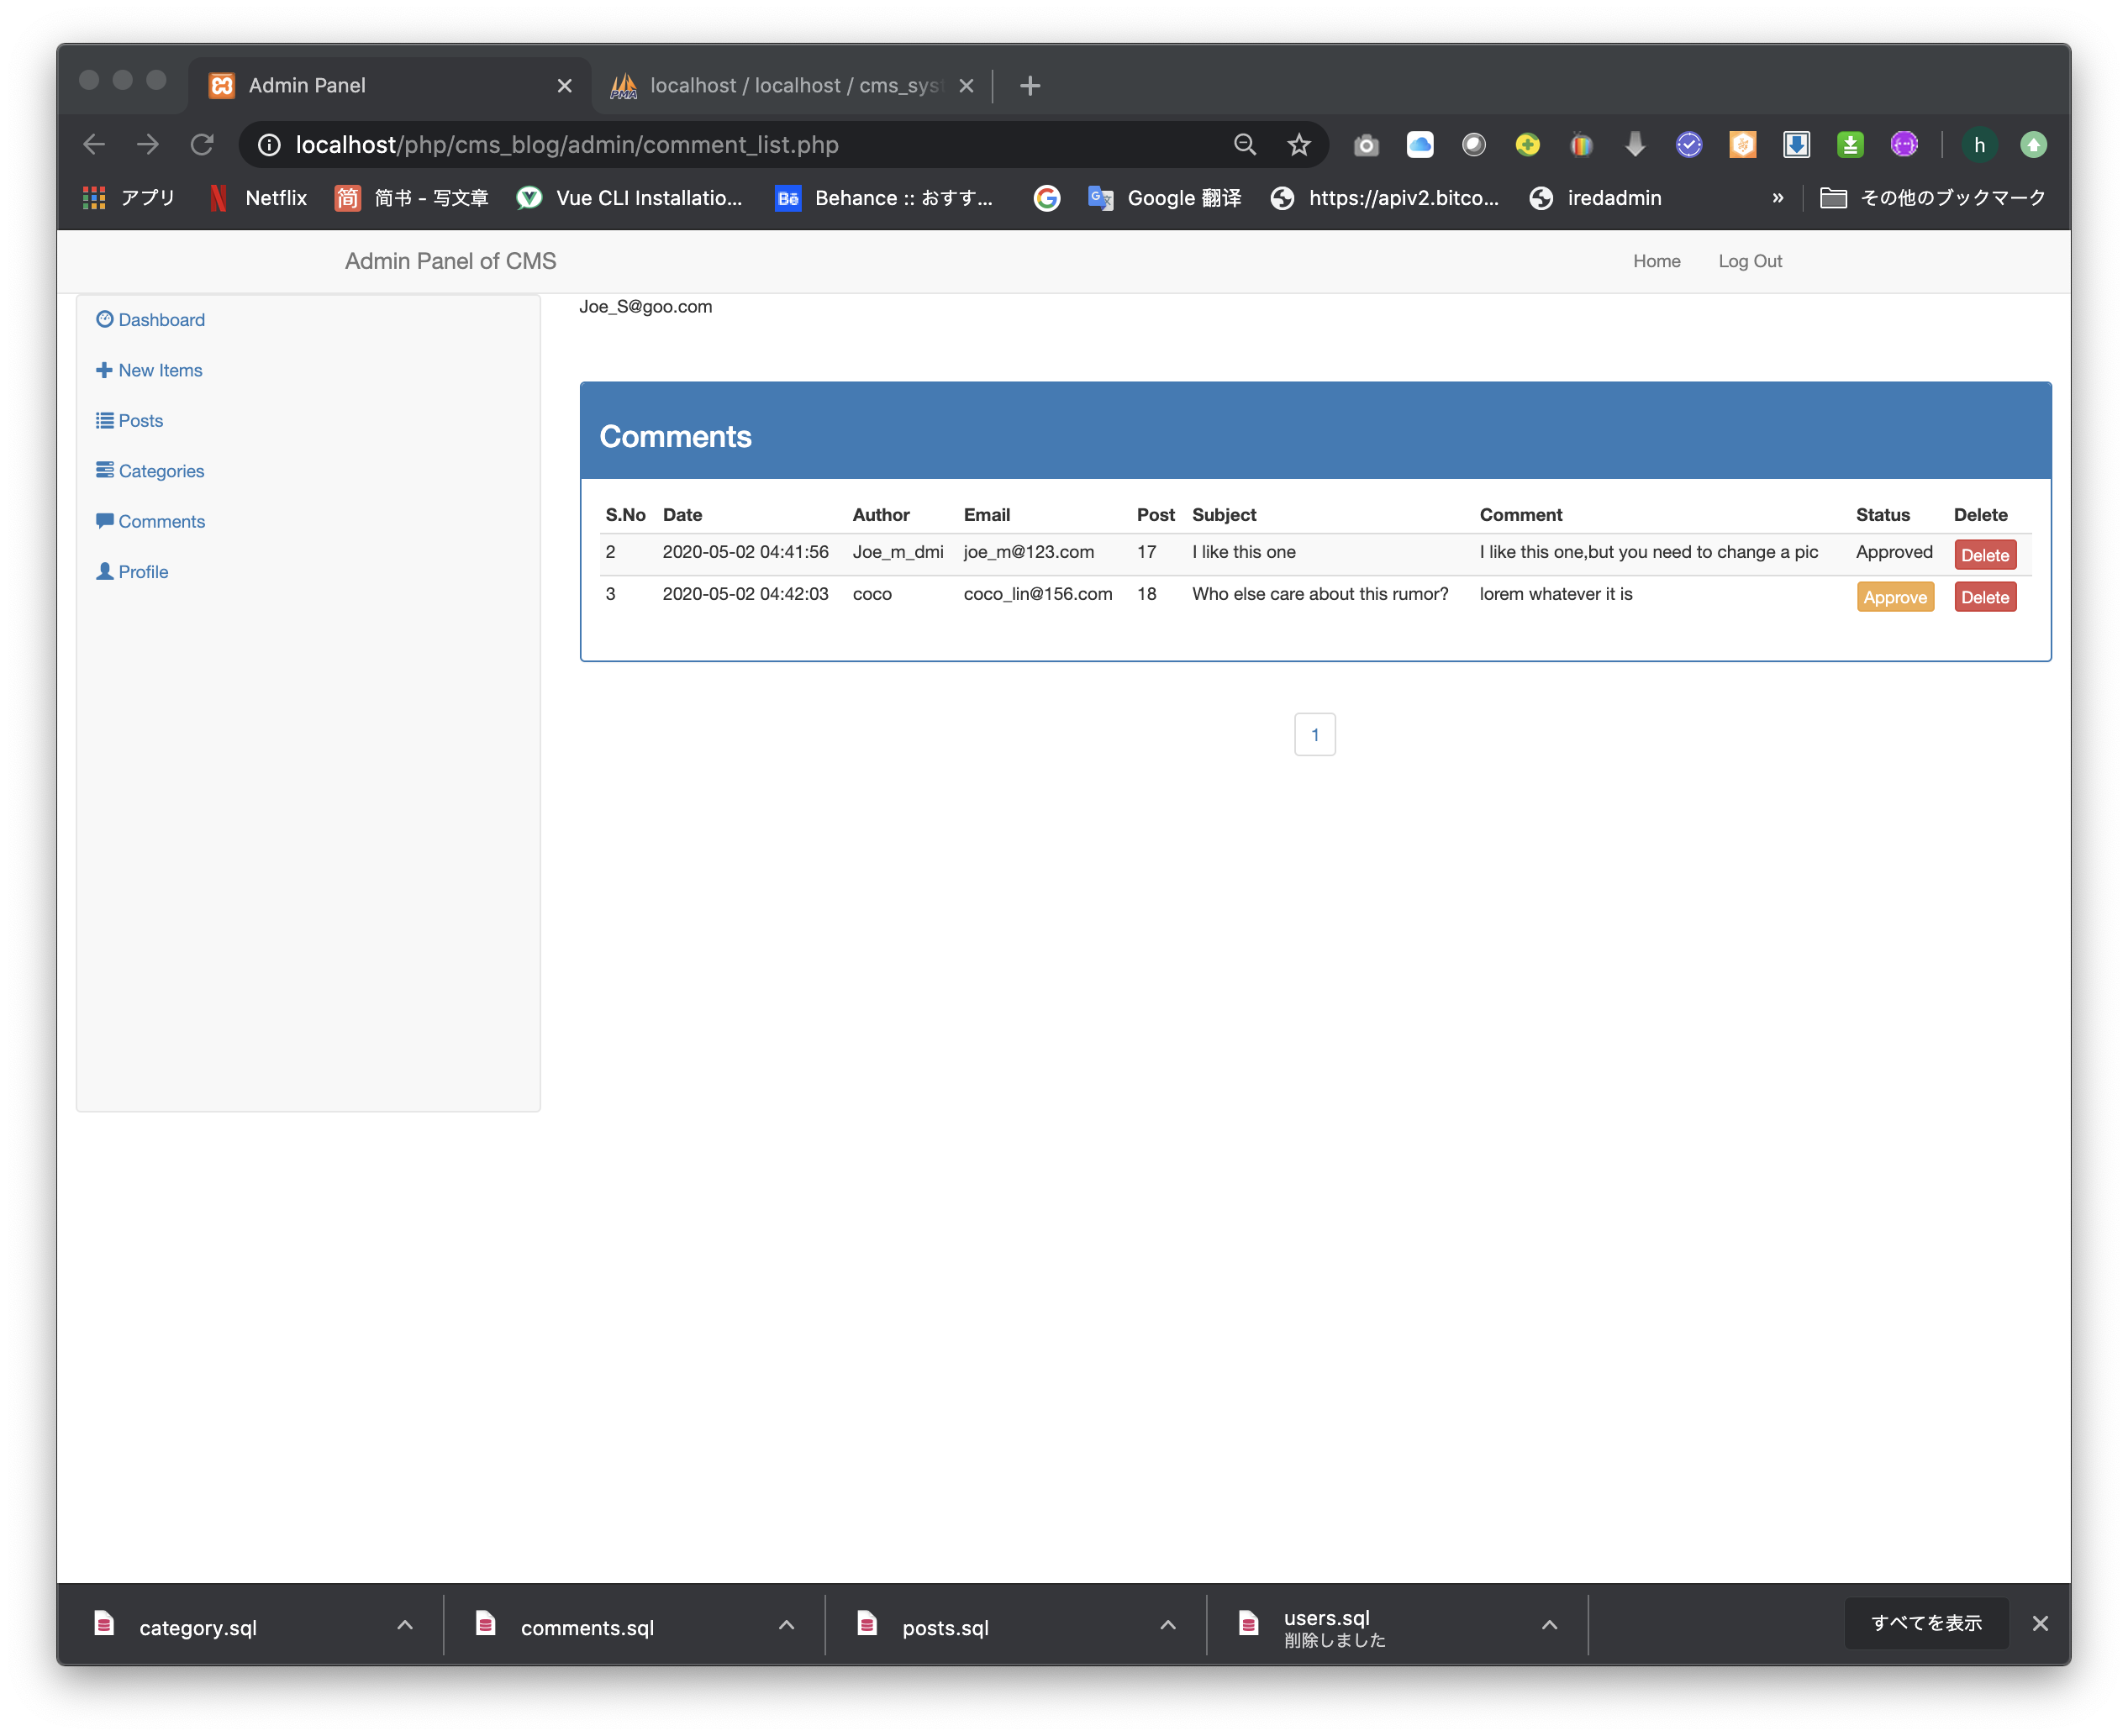 Admin Panel
localhost / localhost / cms_syst
localhost/php/cms_blog/admin/comment_list.php
h
アプリ Netflix 简 简书 - 写文章 Vue CLI Installatio... Bē Behance :: おすす... Google 翻译 https://apiv2.bitco... iredadmin » その他のブックマーク
Admin Panel of CMS Home Log Out
Joe_S@goo.com
Dashboard
New Items
Posts
Categories
Comments
Profile
Comments
S.No Date Author Email Post Subject Comment Status Delete
2 2020-05-02 04:41:56 Joe_m_dmi joe_m@123.com 17 I like this one I like this one,but you need to change a pic Approved Delete
3 2020-05-02 04:42:03 coco coco_lin@156.com 18 Who else care about this rumor? lorem whatever it is Approve Delete
1
category.sql comments.sql posts.sql users.sql
削除しました
すべてを表示